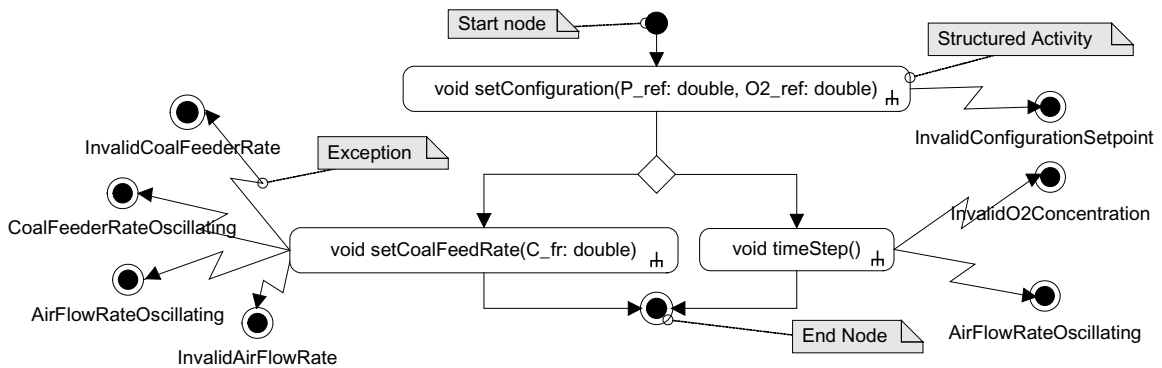 Start node
Structured Activity
void setConfiguration(P_ref: double, O2_ref: double)
InvalidCoalFeederRate
Exception
InvalidConfigurationSetpoint
CoalFeederRateOscillating
InvalidO2Concentration
void setCoalFeedRate(C_fr: double)
void timeStep()
AirFlowRateOscillating
InvalidAirFlowRate
End Node
AirFlowRateOscillating